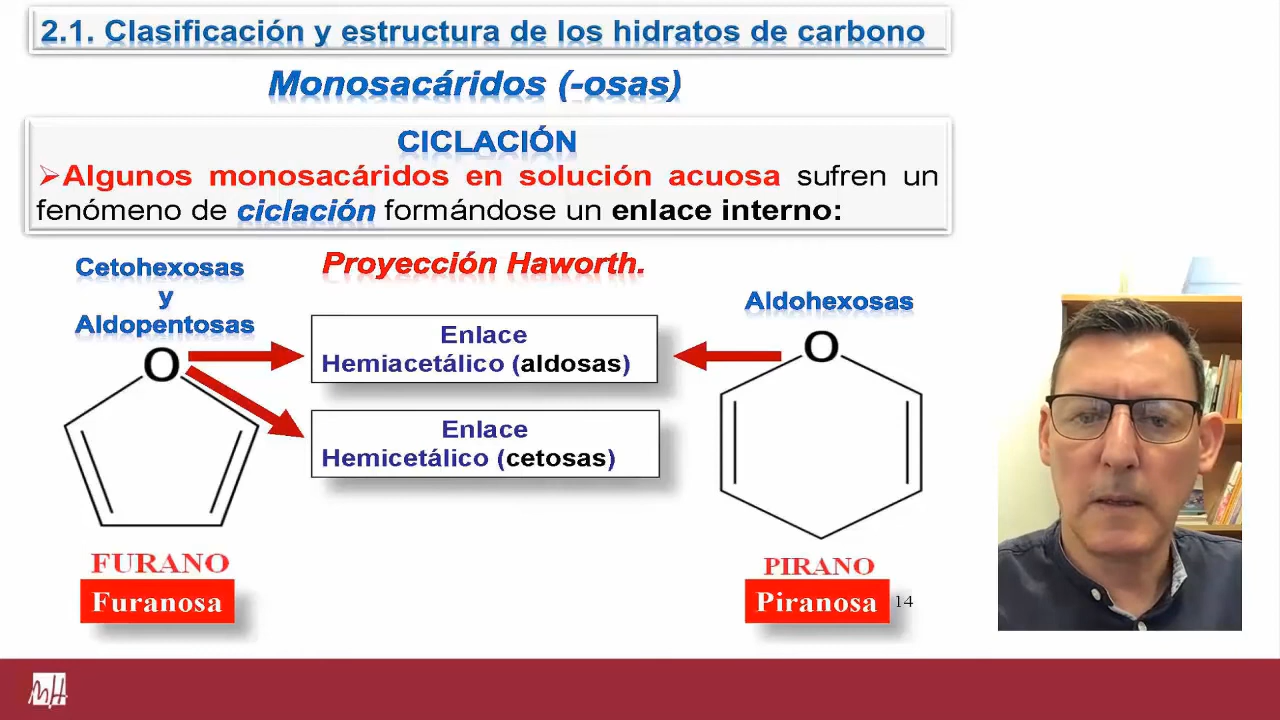 2.1. Clasificación y estructura de los hidratos de carbono
Monosacáridos (-osas)
CICLACIÓN
Algunos monosacáridos en solución acuosa sufren un
fenómeno de ciclación formándose un enlace interno:
Cetohexosas
y
Aldopentosas
Proyección Haworth.
Aldohexosas
Enlace
Hemiacetálico (aldosas)
Enlace
Hemicetálico (cetosas)
O
O
FURANO
Furanosa
PIRANO
Piranosa
14
MH